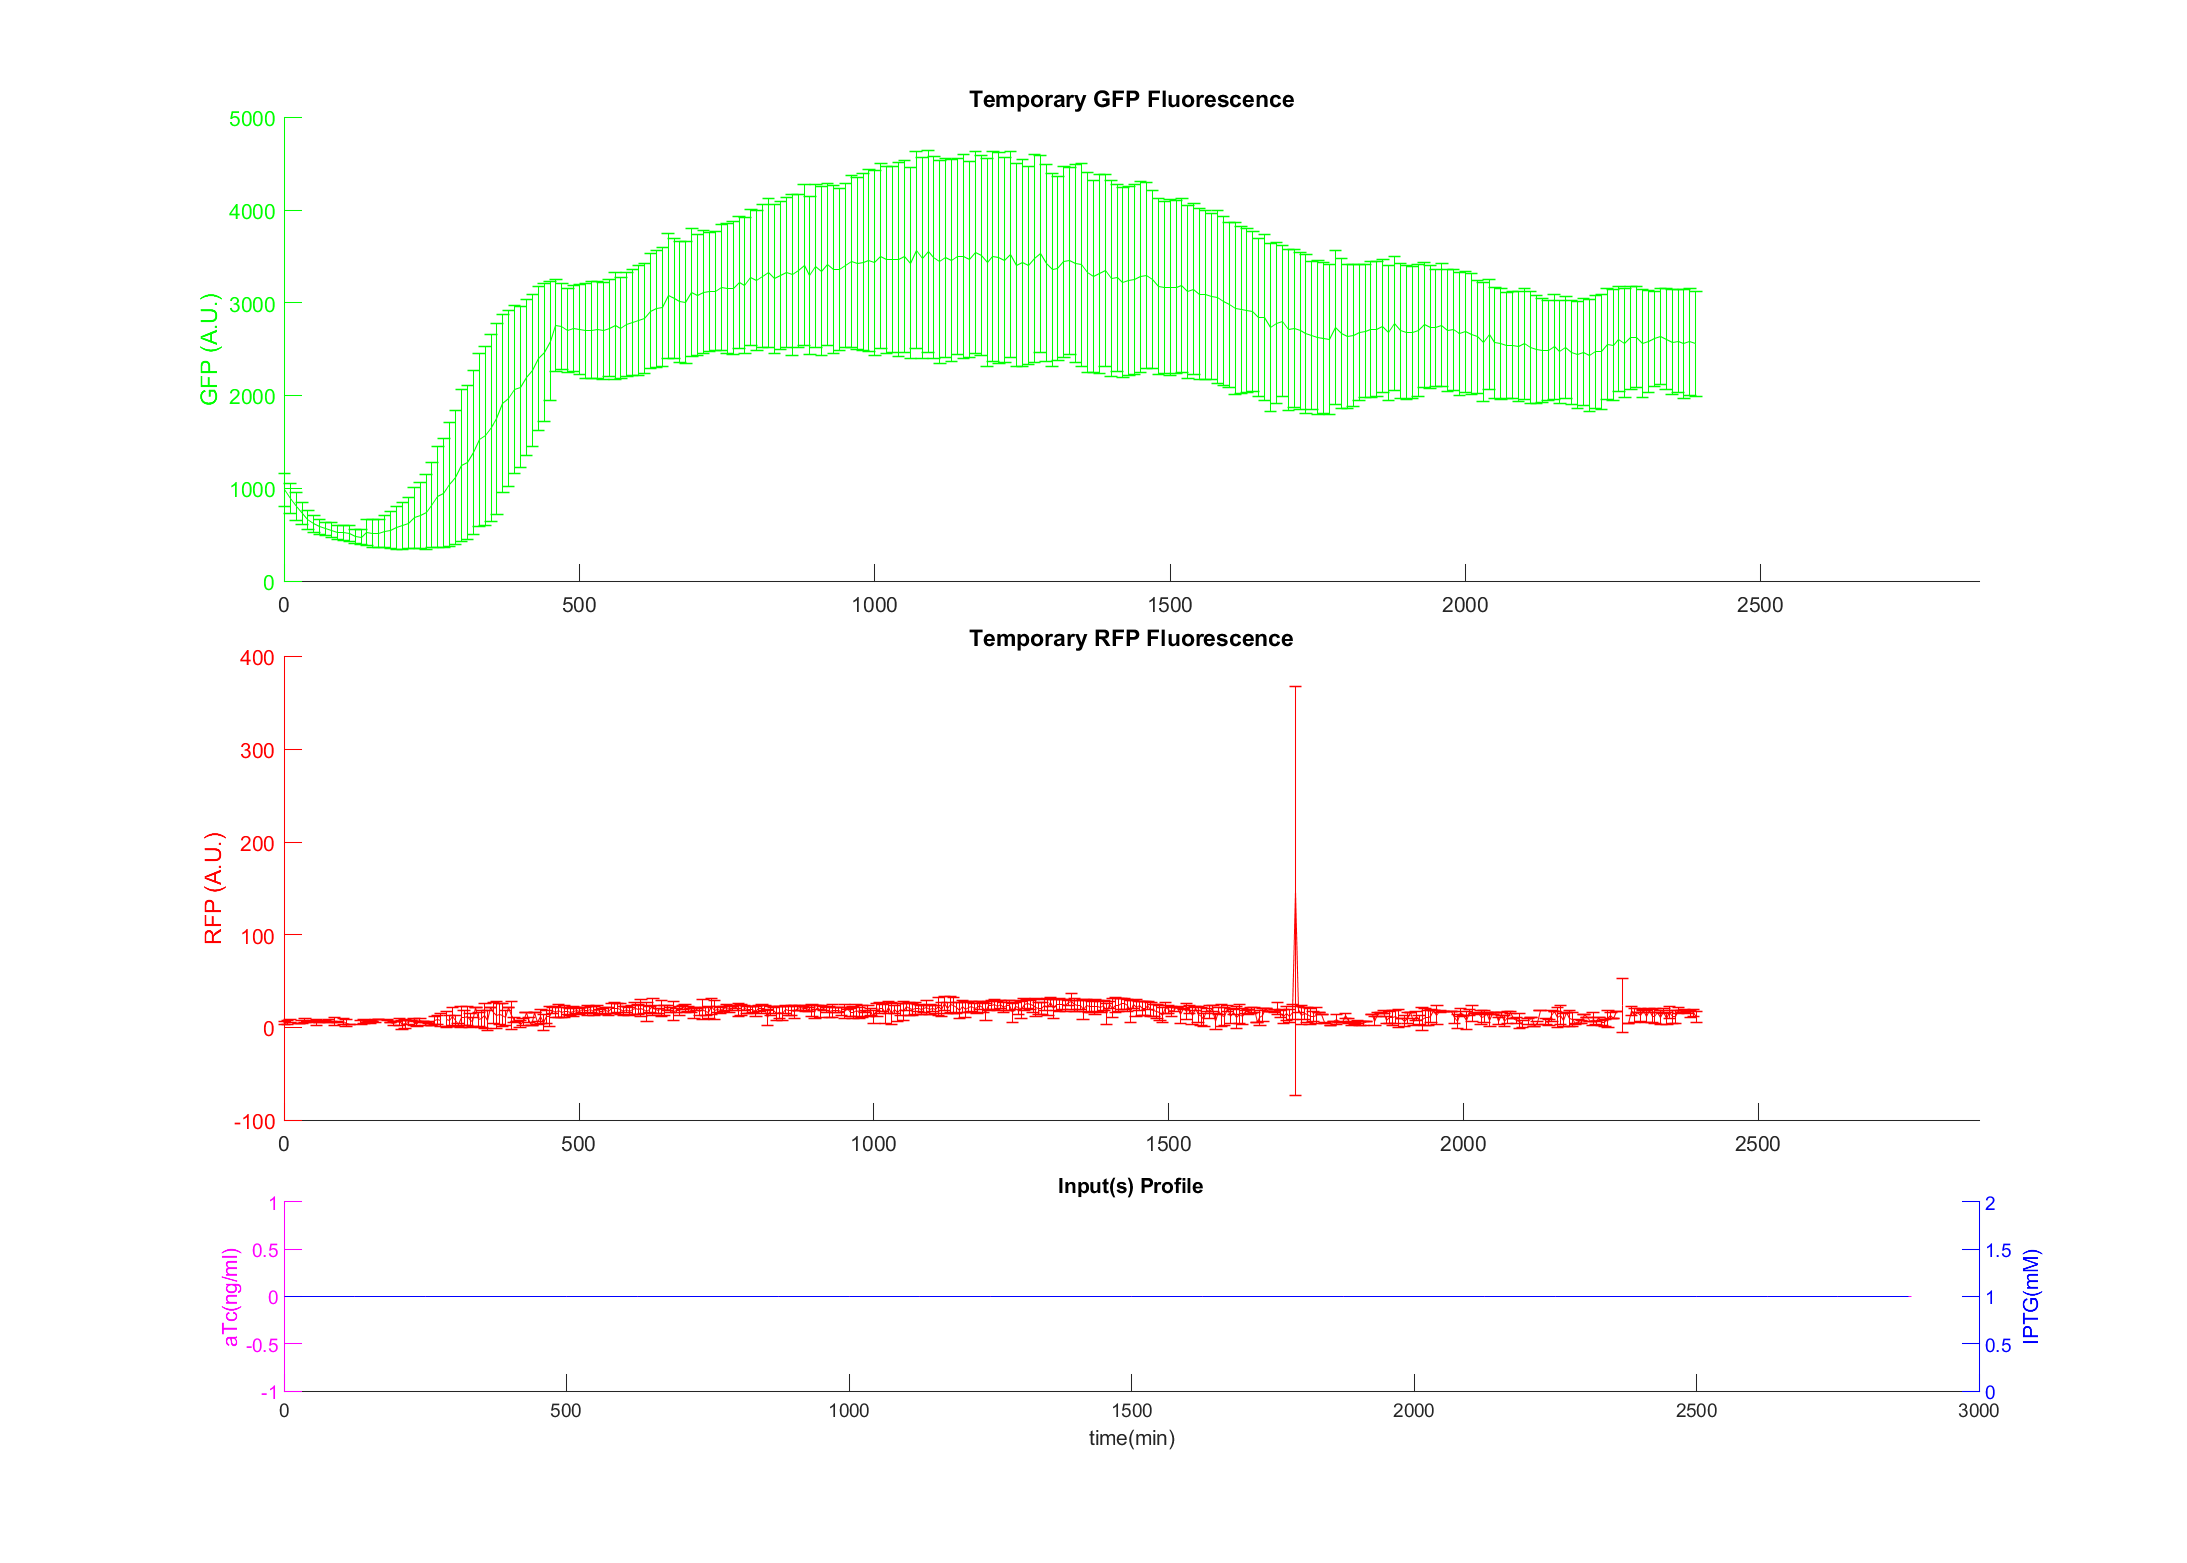 Temporary GFP Fluorescence
5000
4000
3000
2000
1000
0
GFP (A.U.)
0 500 1000 1500 2000 2500
Temporary RFP Fluorescence
400
300
200
100
0
-100
RFP (A.U.)
0 500 1000 1500 2000 2500
Input(s) Profile
1
0.5
0
-0.5
-1
aTc(ng/ml)
2
1.5
1
0.5
0
IPTG(mM)
0 500 1000 1500 2000 2500 3000
time(min)